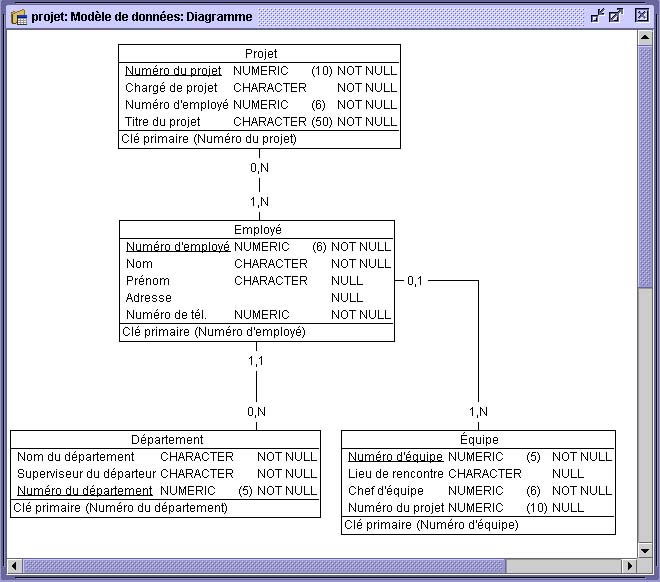 projet: Modèle de données: Diagramme
Projet
Numéro du projet NUMERIC (10) NOT NULL
Chargé de projet CHARACTER NOT NULL
Numéro d'employé NUMERIC (6) NOT NULL
Titre du projet CHARACTER (50) NOT NULL
Clé primaire (Numéro du projet)
0,N
1,N
Employé
Numéro d'employé NUMERIC (6) NOT NULL
Nom CHARACTER NOT NULL
Prénom CHARACTER NULL
Adresse NULL
Numéro de tél. NUMERIC NOT NULL
Clé primaire (Numéro d'employé)
0,1
1,1
0,N
1,N
Département
Nom du département CHARACTER NOT NULL
Superviseur du départeur CHARACTER NOT NULL
Numéro du département NUMERIC (5) NOT NULL
Clé primaire (Numéro du département)
Équipe
Numéro d'équipe NUMERIC (5) NOT NULL
Lieu de rencontre CHARACTER NULL
Chef d'équipe NUMERIC (6) NOT NULL
Numéro du projet NUMERIC (10) NULL
Clé primaire (Numéro d'équipe)